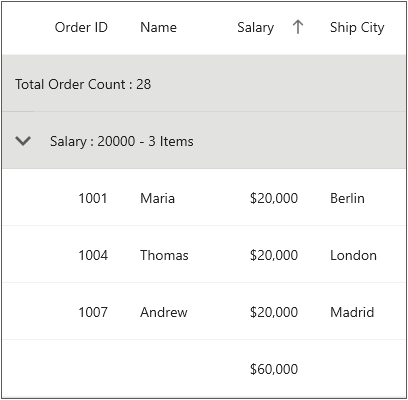 Order ID Name Salary Ship City
Total Order Count : 28
Salary : 20000 - 3 Items
1001 Maria $20,000 Berlin
1004 Thomas $20,000 London
1007 Andrew $20,000 Madrid
$60,000